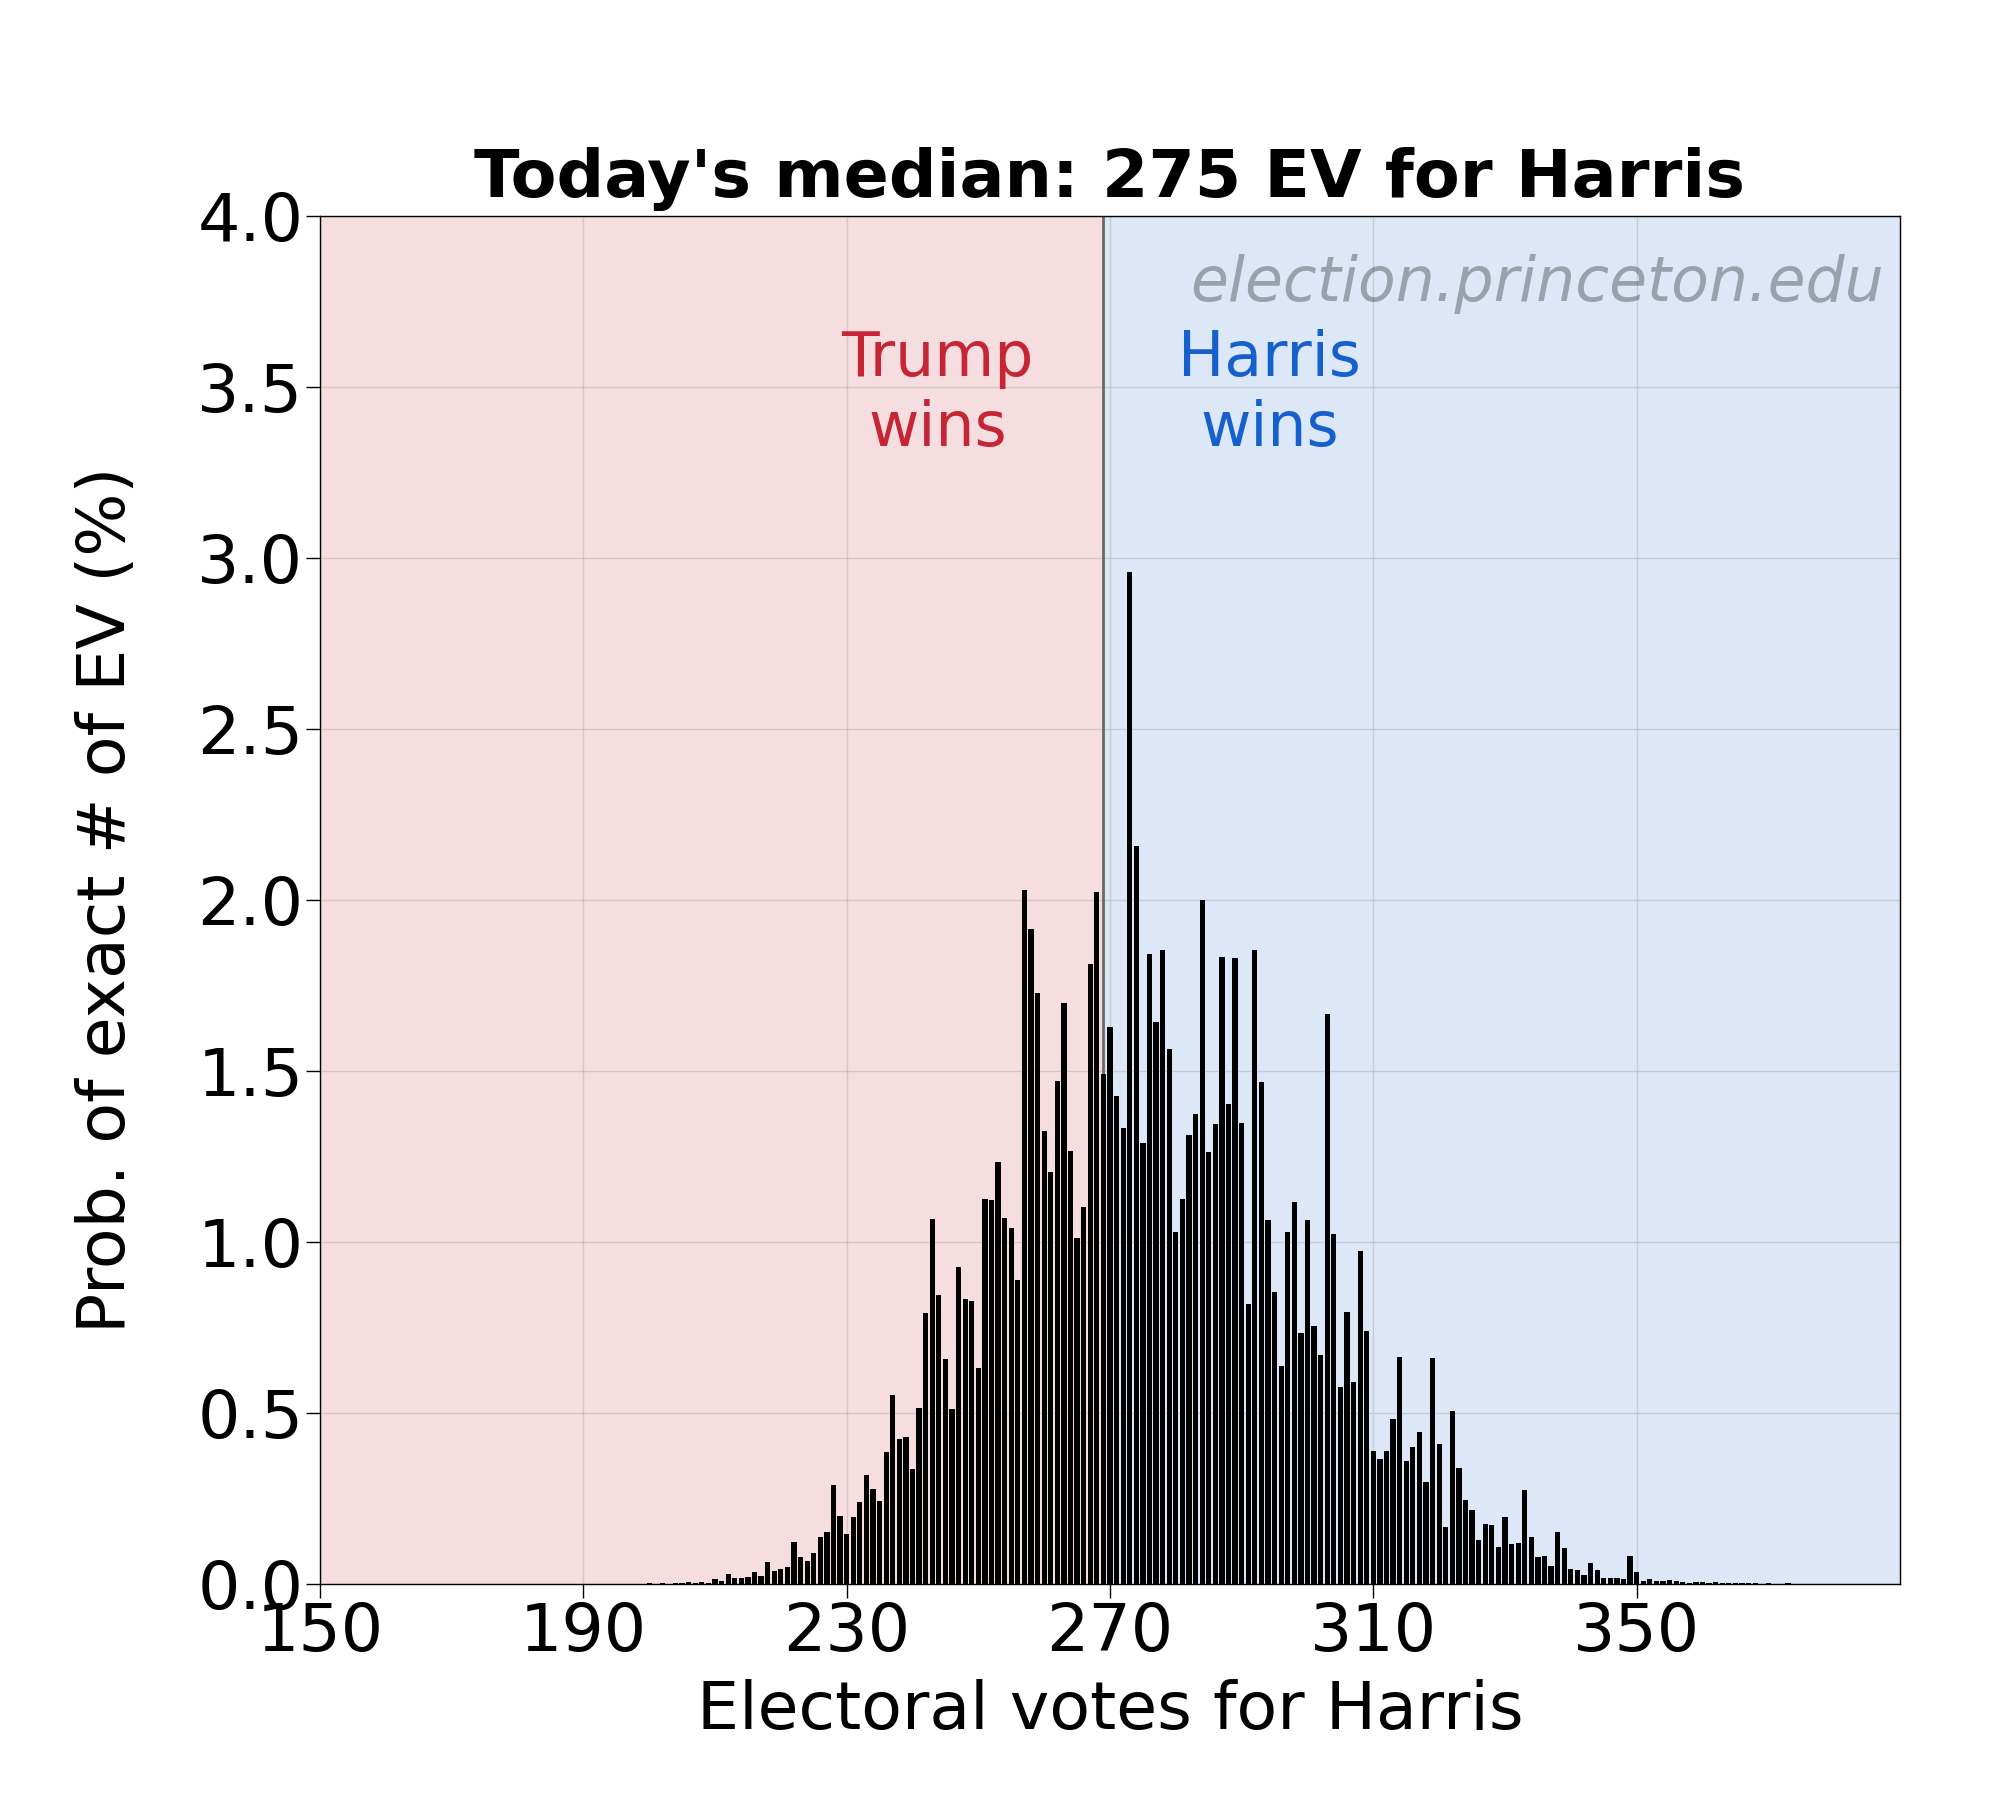 Today's median: 275 EV for Harris
election.princeton.edu
Trump
wins
Harris
wins
Prob. of exact # of EV (%)
4.0
3.5
3.0
2.5
2.0
1.5
1.0
0.5
0.0
150 190 230 270 310 350
Electoral votes for Harris